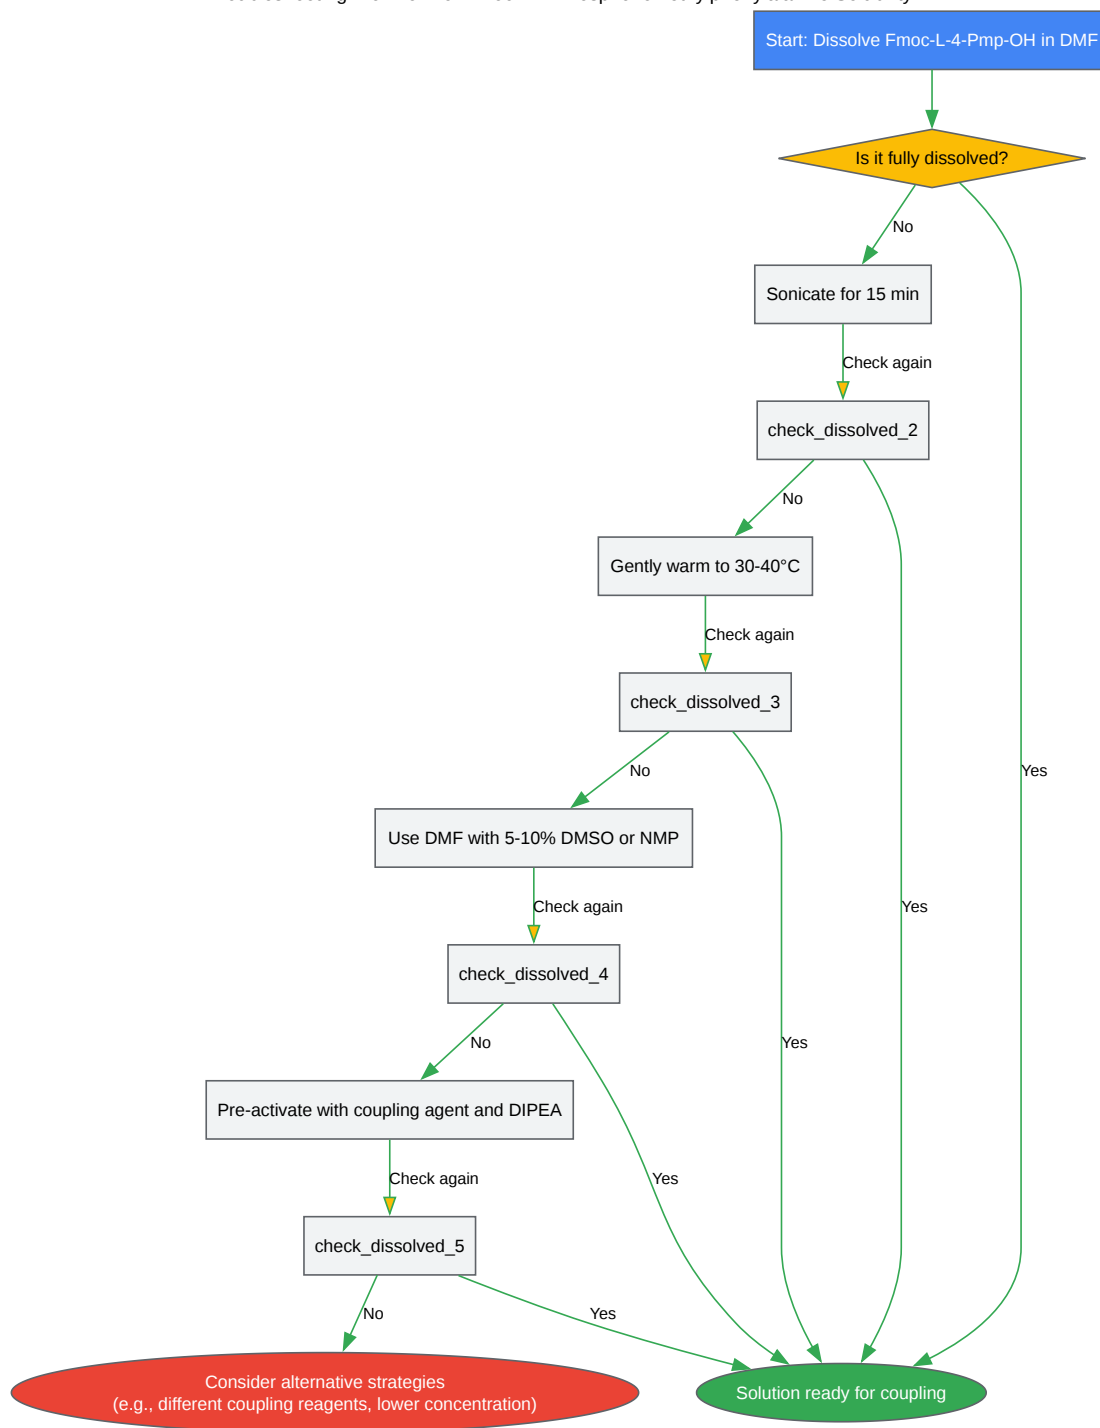 Start: Dissolve Fmoc-L-4-Pmp-OH in DMF
Is it fully dissolved?
No
Sonicate for 15 min
Check again
check_dissolved_2
No
Gently warm to 30-40°C
Check again
check_dissolved_3
No
Yes
Use DMF with 5-10% DMSO or NMP
Check again
Yes
check_dissolved_4
No
Yes
Pre-activate with coupling agent and DIPEA
Check again
Yes
check_dissolved_5
No
Yes
Consider alternative strategies
(e.g., different coupling reagents, lower concentration)
Solution ready for coupling